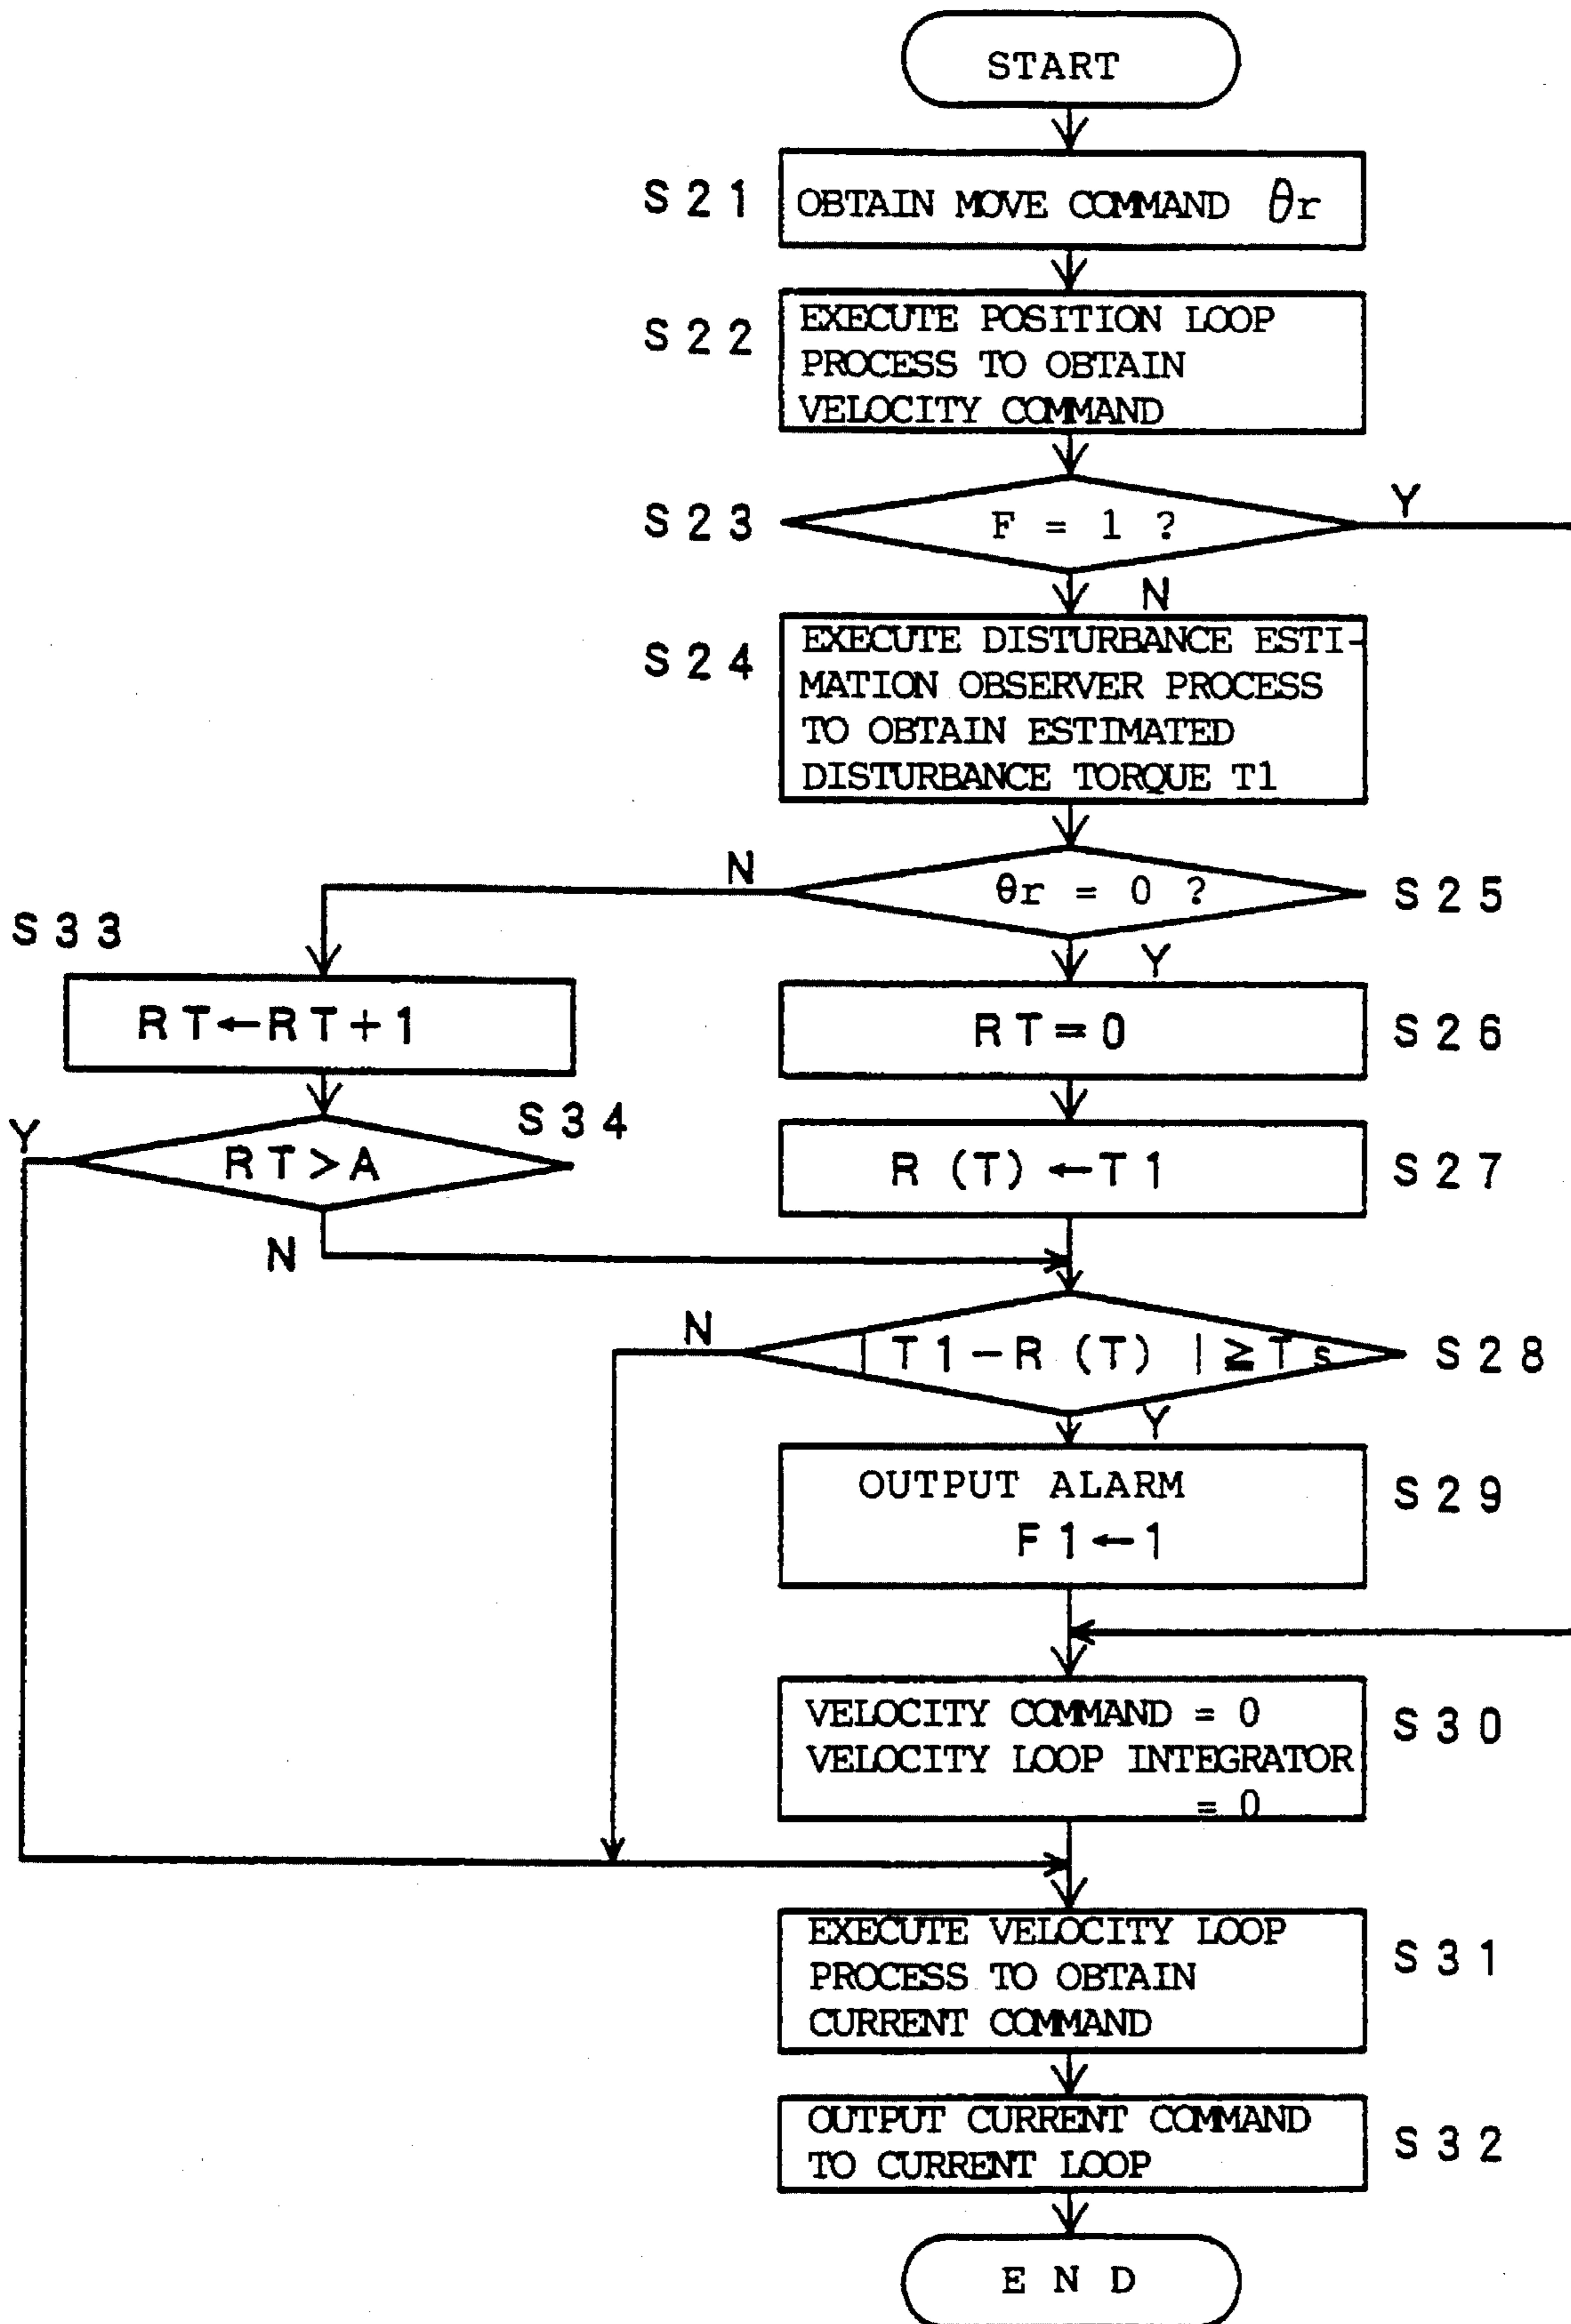 START
S21
OBTAIN MOVE COMMAND θr
S22
EXECUTE POSITION LOOP
PROCESS TO OBTAIN
VELOCITY COMMAND
S23
F = 1 ?
Y
N
S24
EXECUTE DISTURBANCE ESTI-
MATION OBSERVER PROCESS
TO OBTAIN ESTIMATED
DISTURBANCE TORQUE T1
N
θr = 0 ?
S25
Y
S33
RT←RT+1
RT=0
S26
Y
S34
RT>A
N
R (T) ←T1
S27
N
|T1-R (T) |≧Ts
S28
Y
OUTPUT ALARM
F1←1
S29
VELOCITY COMMAND = 0
VELOCITY LOOP INTEGRATOR
= 0
S30
EXECUTE VELOCITY LOOP
PROCESS TO OBTAIN
CURRENT COMMAND
S31
OUTPUT CURRENT COMMAND
TO CURRENT LOOP
S32
END